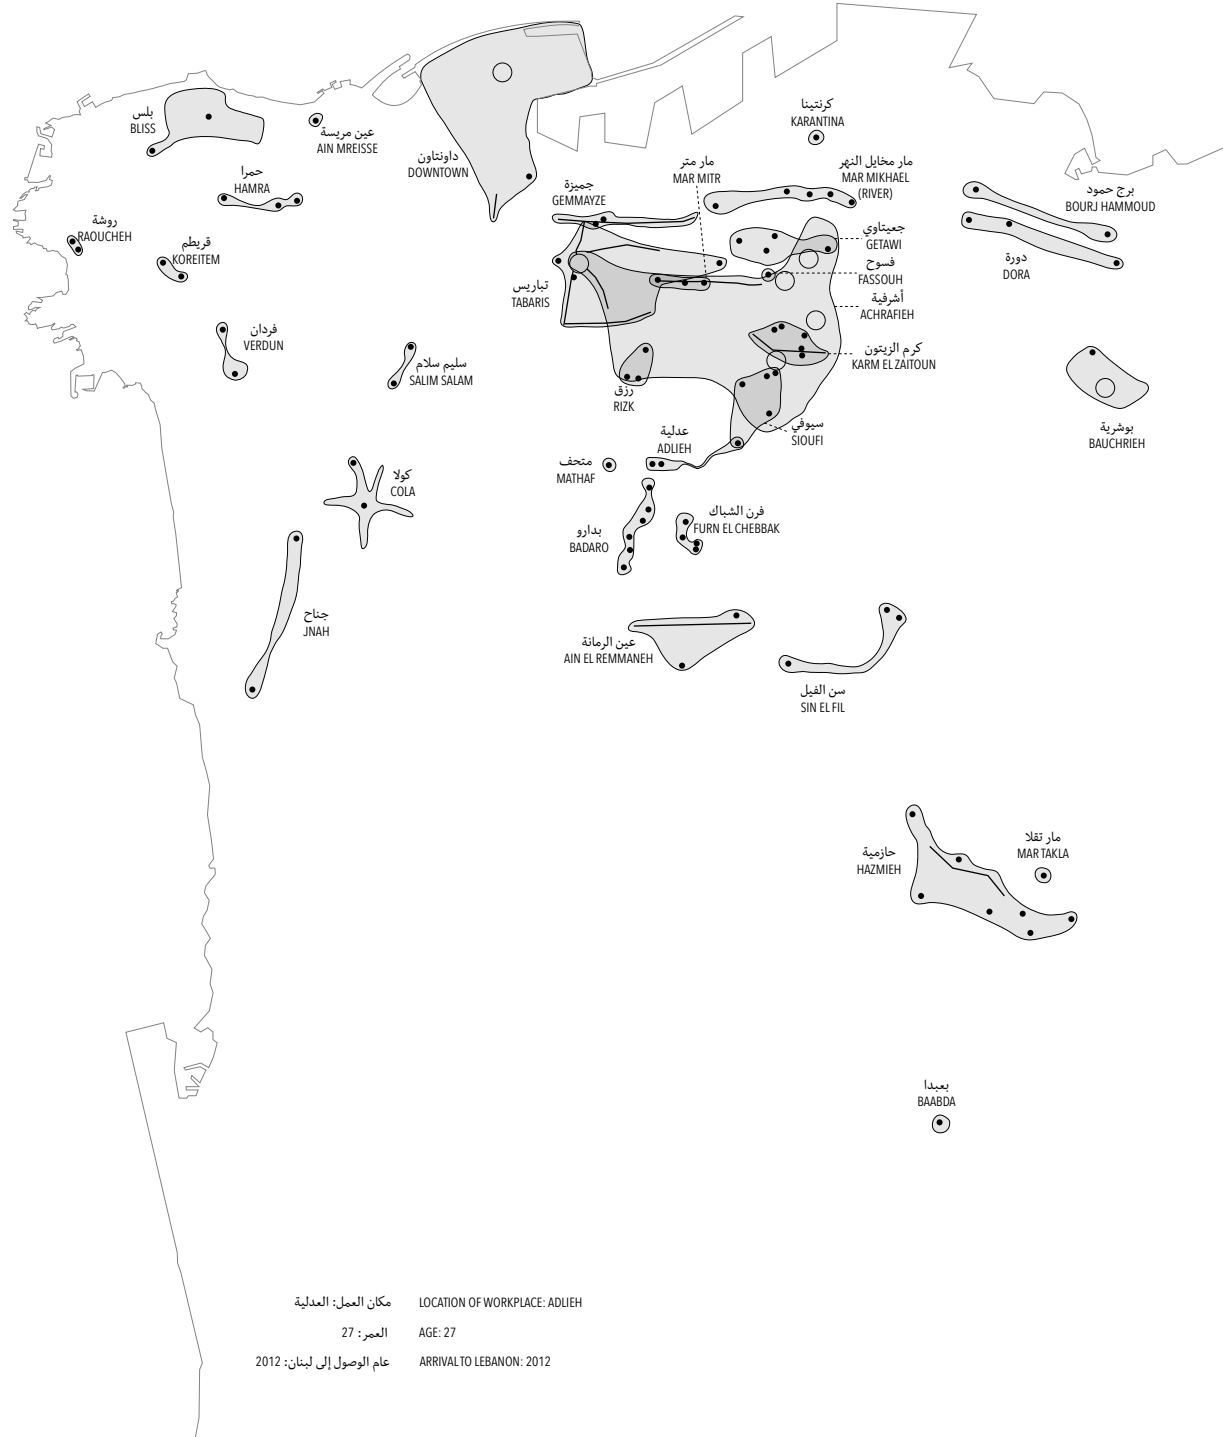 كرنتينا
KARANTINA
بلس
BLISS
عين مريسة
AIN MREISSE
داونتاون
DOWNTOWN
مار متر
MAR MITR
مار مخايل النهر
MAR MIKHAEL
(RIVER)
حمرا
HAMRA
جميزة
GEMMAYZE
برج حمود
BOURJ HAMMOUD
روشة
RAOUCHEH
قريطم
KOREITEM
جعيتاوي
GETAWI
فسوح
FASSOUH
دورة
DORA
تباريس
TABARIS
أشرفية
ACHRAFIEH
فردان
VERDUN
سليم سلام
SALIM SALAM
كرم الزيتون
KARM EL ZAITOUN
رزق
RIZK
سيوفي
SIOUFI
بوشرية
BAUCHRIEH
عدلية
ADLIEH
متحف
MATHAF
كولا
COLA
فرن الشباك
FURN EL CHEBBAK
بدارو
BADARO
جناح
JNAH
عين الرمانة
AIN EL REMMANEH
سن الفيل
SIN EL FIL
حازمية
HAZMIEH
مار تقلا
MAR TAKLA
بعبدا
BAABDA
مكان العمل: العدلية
LOCATION OF WORKPLACE: ADLIEH
العمر: 27
AGE: 27
عام الوصول إلى لبنان: 2012
ARRIVAL TO LEBANON: 2012